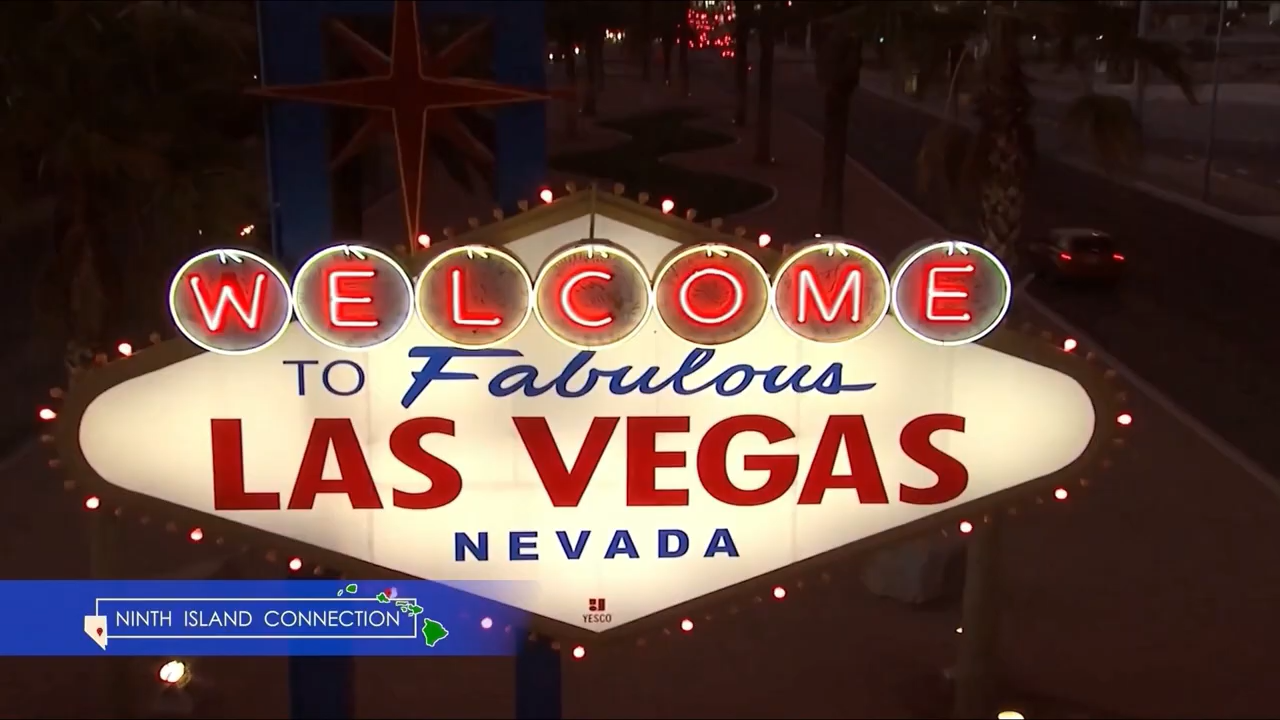 WELCOME
TO Fabulous
LAS VEGAS
NEVADA
YESCO
NINTH ISLAND CONNECTION